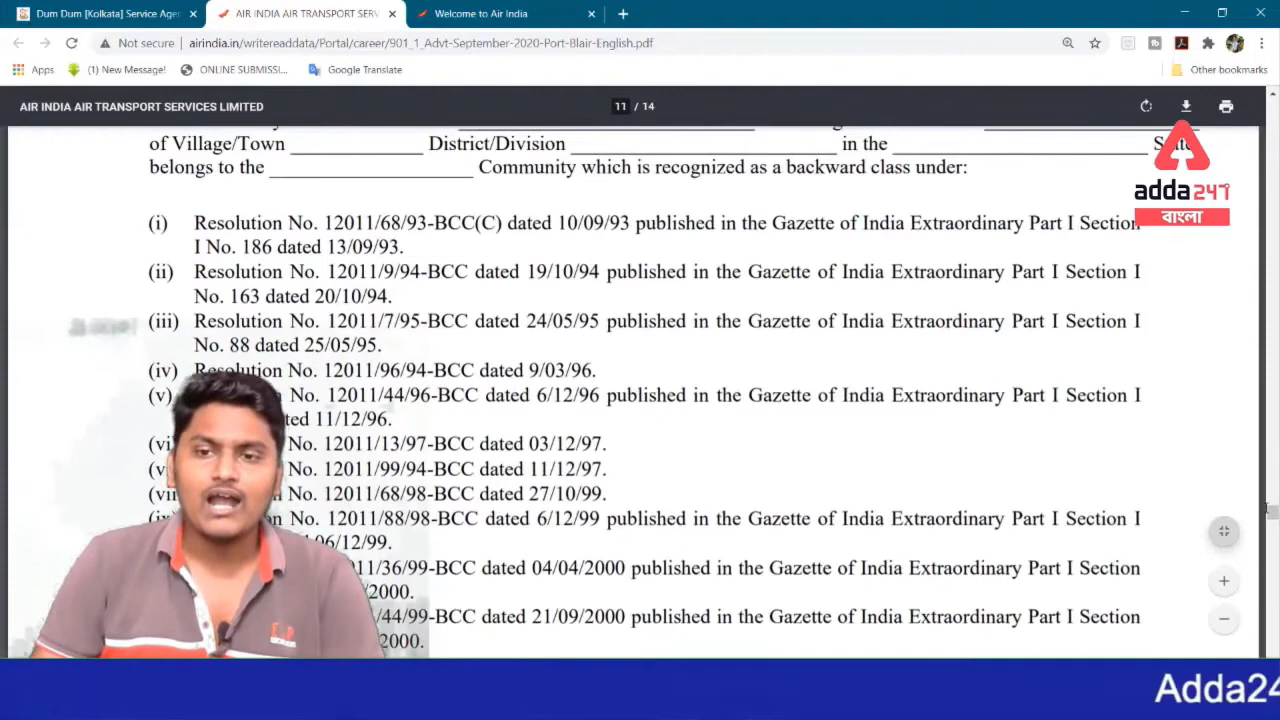 Dum Dum [Kolkata] Service Agen
AIR INDIA AIR TRANSPORT SERV
Welcome to Air India
Not secure
airindia.in/writereaddata/Portal/career/901_1_Advt-September-2020-Port-Blair-English.pdf
Apps
(1) New Message!
ONLINE SUBMISSI...
Google Translate
Other bookmarks
AIR INDIA AIR TRANSPORT SERVICES LIMITED
11 / 14
of Village/Town ______________ District/Division ____________________________ in the ___________________________ State
belongs to the ______________________ Community which is recognized as a backward class under:
adda247
বাংলা
(i) Resolution No. 12011/68/93-BCC(C) dated 10/09/93 published in the Gazette of India Extraordinary Part I Section
I No. 186 dated 13/09/93.
(ii) Resolution No. 12011/9/94-BCC dated 19/10/94 published in the Gazette of India Extraordinary Part I Section I
No. 163 dated 20/10/94.
(iii) Resolution No. 12011/7/95-BCC dated 24/05/95 published in the Gazette of India Extraordinary Part I Section I
No. 88 dated 25/05/95.
(iv) Resolution No. 12011/96/94-BCC dated 9/03/96.
(v) No. 12011/44/96-BCC dated 6/12/96 published in the Gazette of India Extraordinary Part I Section I
ted 11/12/96.
(vi No. 12011/13/97-BCC dated 03/12/97.
(v No. 12011/99/94-BCC dated 11/12/97.
(vii No. 12011/68/98-BCC dated 27/10/99.
No. 12011/88/98-BCC dated 6/12/99 published in the Gazette of India Extraordinary Part I Section I
06/12/99.
11/36/99-BCC dated 04/04/2000 published in the Gazette of India Extraordinary Part I Section
/2000.
/44/99-BCC dated 21/09/2000 published in the Gazette of India Extraordinary Part I Section
2000.
Adda24